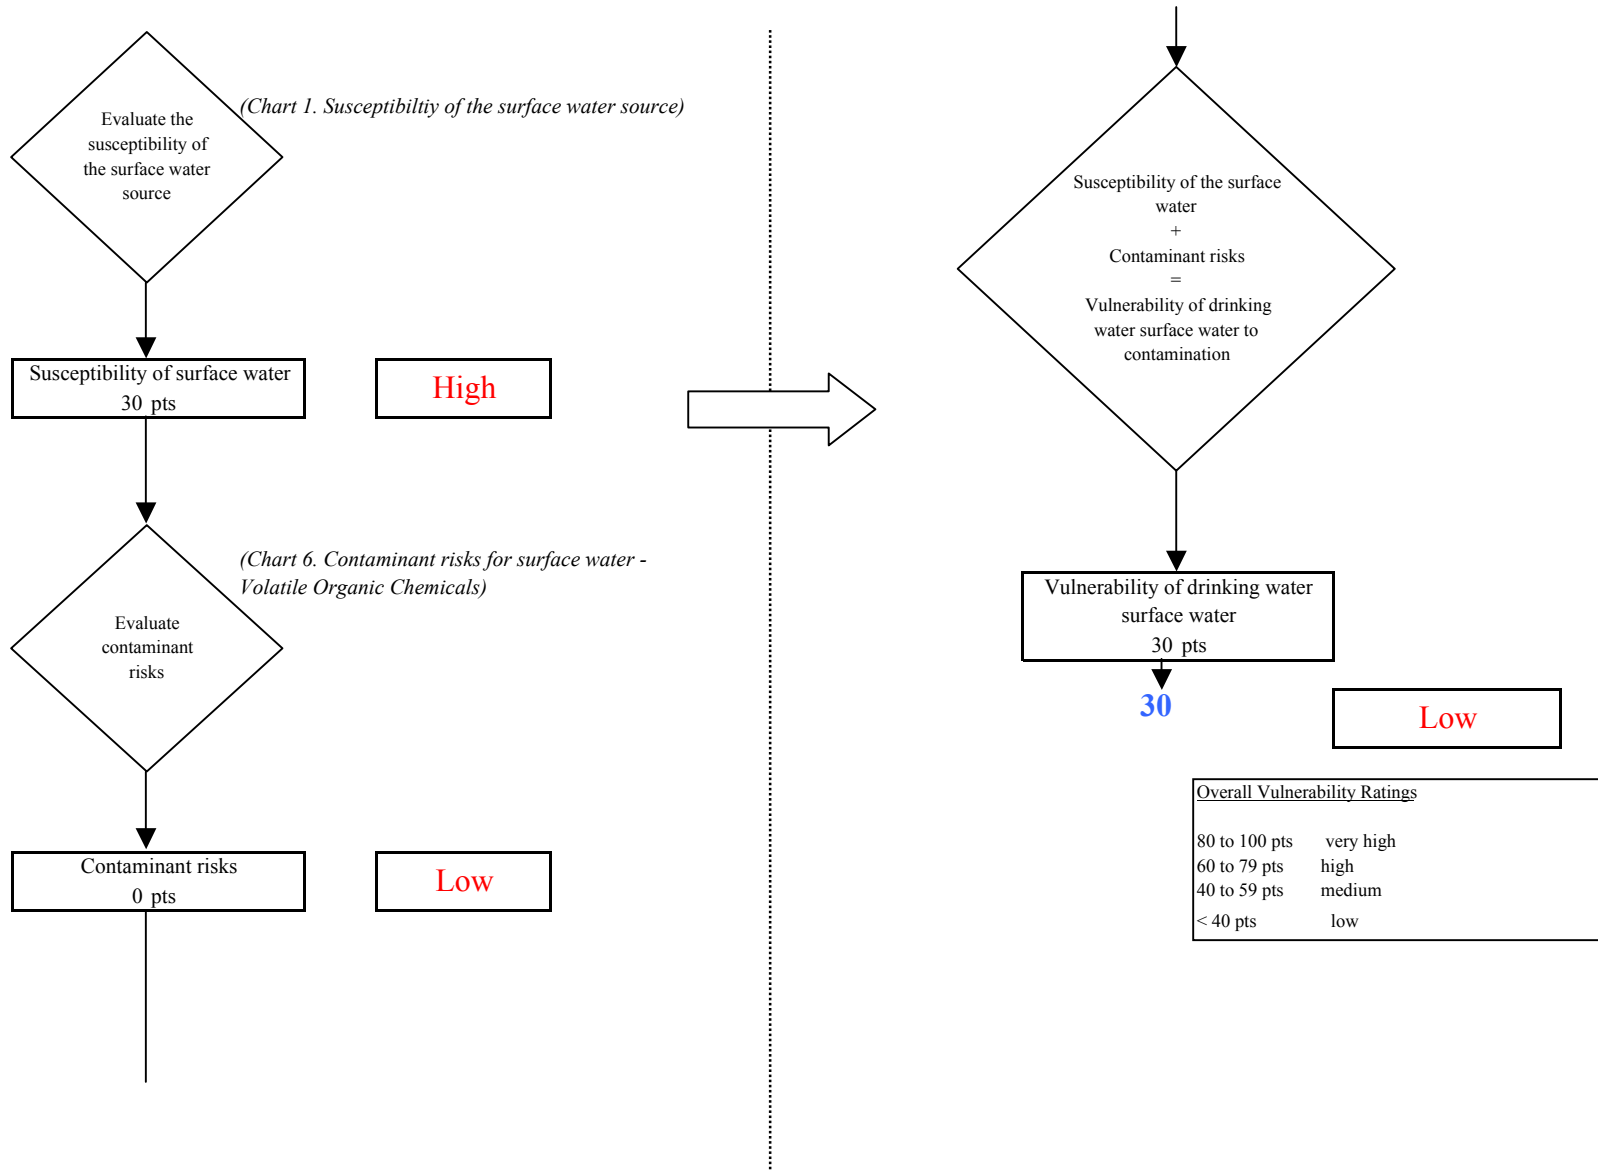 Evaluate the
susceptibility of
the surface water
source
(Chart 1. Susceptibiltiy of the surface water source)
Susceptibility of surface water
30 pts
High
(Chart 6. Contaminant risks for surface water -
Volatile Organic Chemicals)
Evaluate
contaminant
risks
Contaminant risks
0 pts
Low
Susceptibility of the surface
water
+
Contaminant risks
=
Vulnerability of drinking
water surface water to
contamination
Vulnerability of drinking water
surface water
30 pts
30
Low
Overall Vulnerability Ratings
80 to 100 pts very high
60 to 79 pts high
40 to 59 pts medium
< 40 pts low